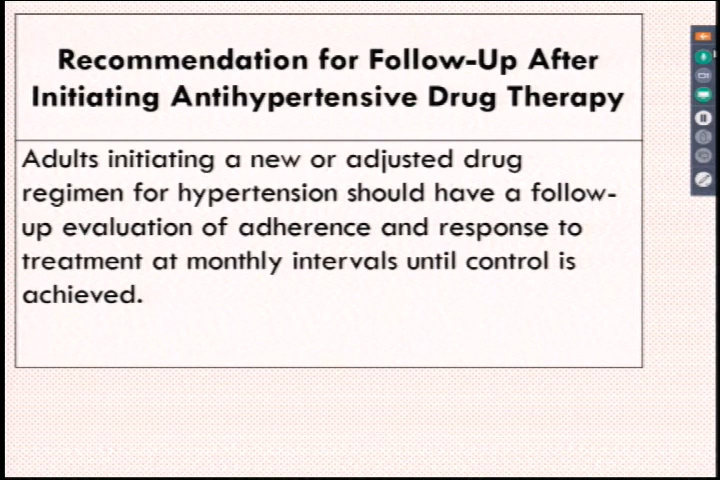 Recommendation for Follow-Up After
Initiating Antihypertensive Drug Therapy
Adults initiating a new or adjusted drug
regimen for hypertension should have a follow-
up evaluation of adherence and response to
treatment at monthly intervals until control is
achieved.